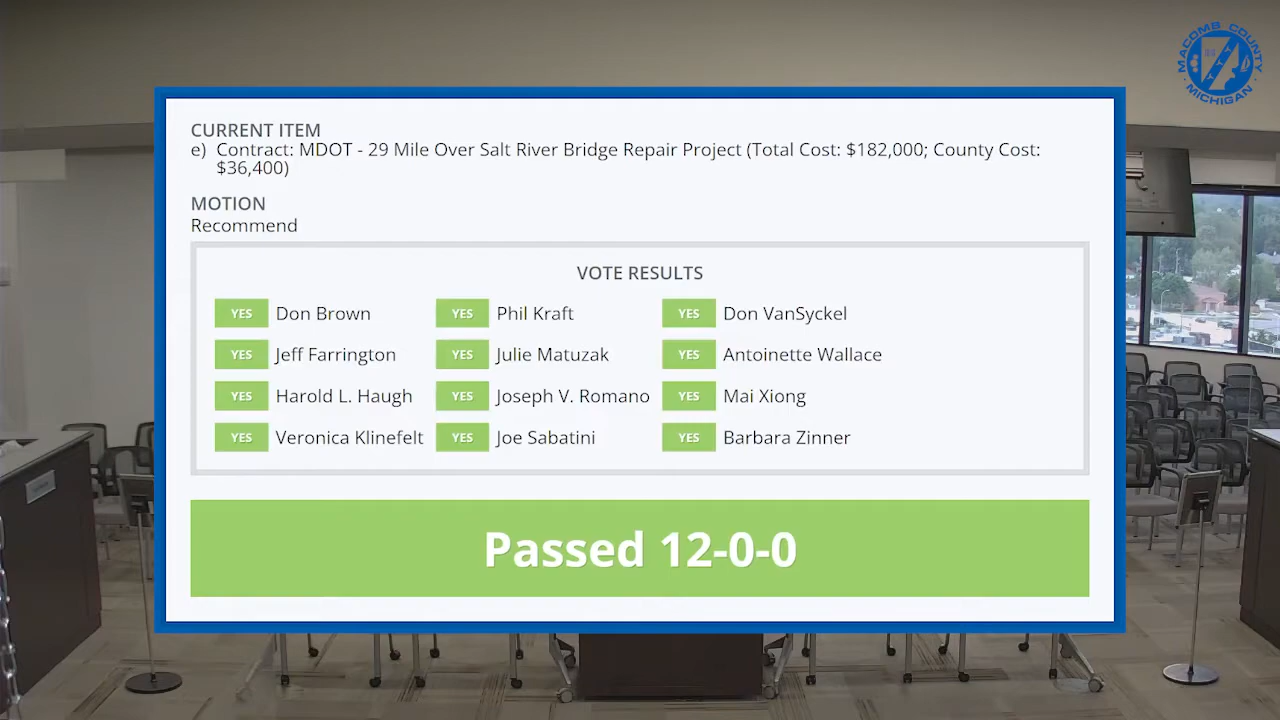 MACOMB COUNTY
MICHIGAN
CURRENT ITEM
e) Contract: MDOT - 29 Mile Over Salt River Bridge Repair Project (Total Cost: $182,000; County Cost:
$36,400)
MOTION
Recommend
VOTE RESULTS
YES Don Brown YES Phil Kraft YES Don VanSyckel
YES Jeff Farrington YES Julie Matuzak YES Antoinette Wallace
YES Harold L. Haugh YES Joseph V. Romano YES Mai Xiong
YES Veronica Klinefelt YES Joe Sabatini YES Barbara Zinner
Passed 12-0-0